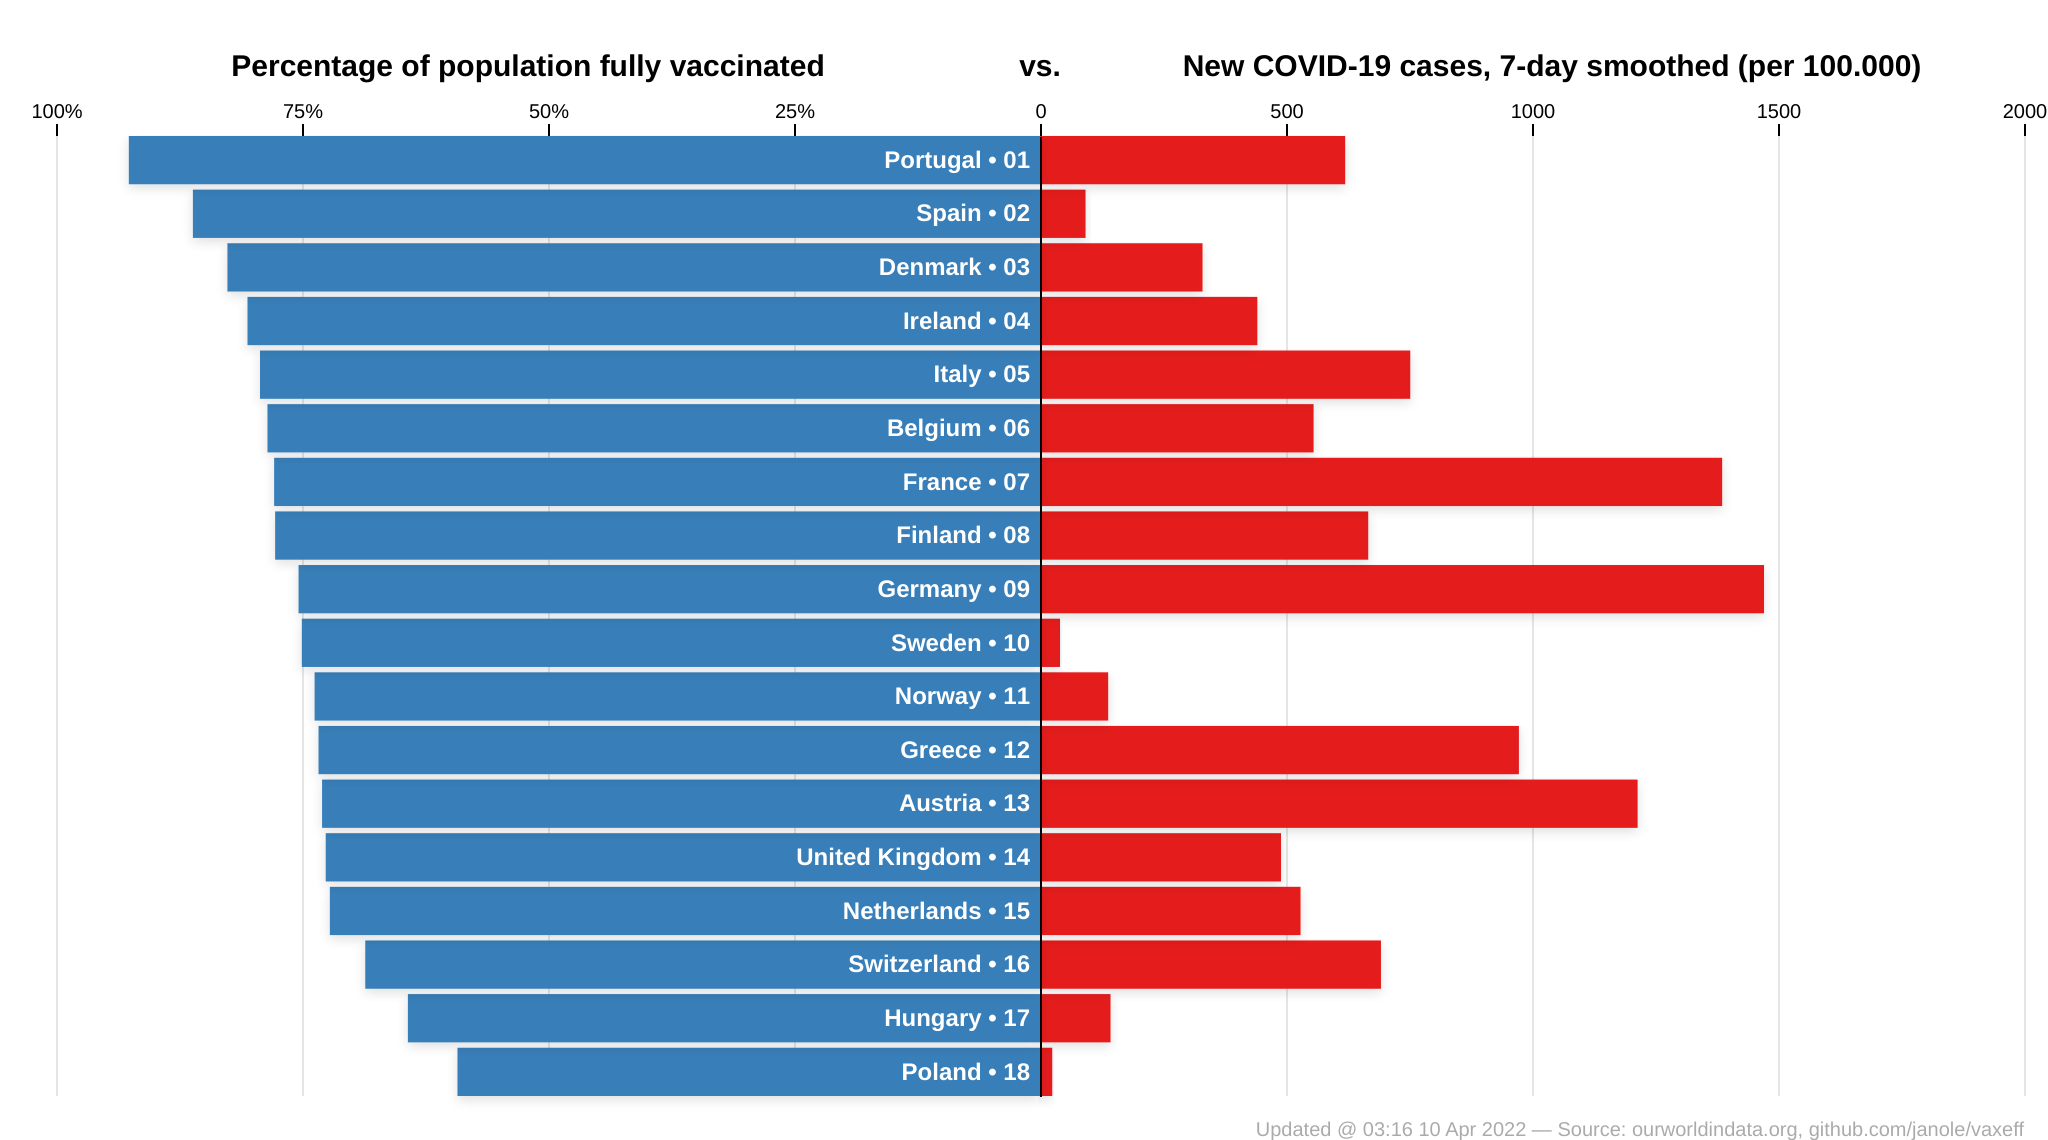 Percentage of population fully vaccinated vs. New COVID-19 cases, 7-day smoothed (per 100.000)
100% 75% 50% 25% 0 500 1000 1500 2000
Portugal • 01
Spain • 02
Denmark • 03
Ireland • 04
Italy • 05
Belgium • 06
France • 07
Finland • 08
Germany • 09
Sweden • 10
Norway • 11
Greece • 12
Austria • 13
United Kingdom • 14
Netherlands • 15
Switzerland • 16
Hungary • 17
Poland • 18
Updated @ 03:16 10 Apr 2022 — Source: ourworldindata.org, github.com/janole/vaxeff